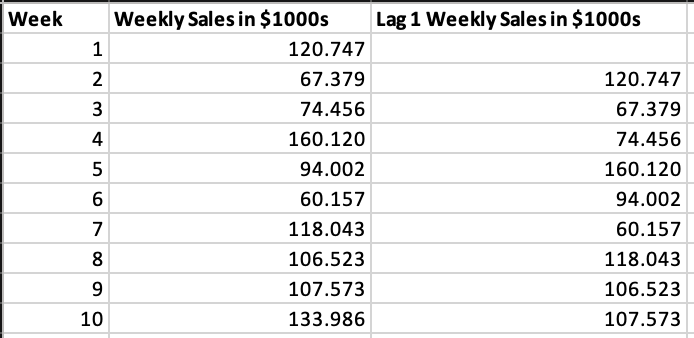 Week Weekly Sales in $1000s Lag 1 Weekly Sales in $1000s
1 120.747
2 67.379 120.747
3 74.456 67.379
4 160.120 74.456
5 94.002 160.120
6 60.157 94.002
7 118.043 60.157
8 106.523 118.043
9 107.573 106.523
10 133.986 107.573